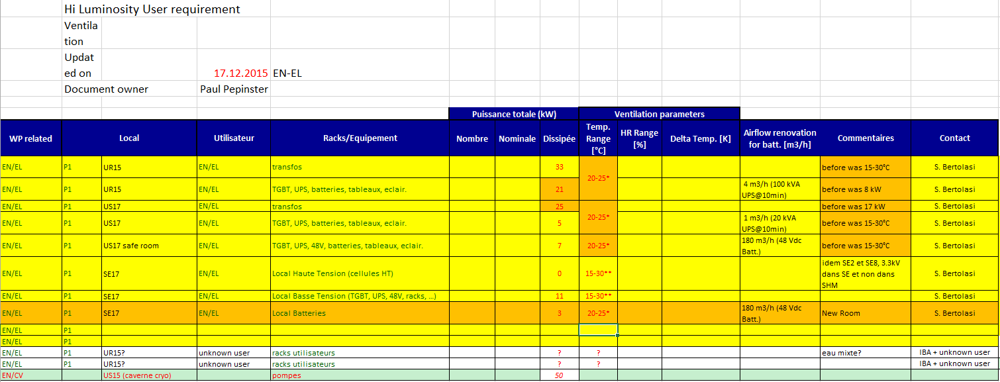 Hi Luminosity User requirement
Ventila
tion
Updat
ed on 17.12.2015 EN-EL
Document owner Paul Pepinster
Puissance totale (kW) Ventilation parameters
WP related Local Utilisateur Racks/Equipement Nombre Nominale Dissipée Temp. Range [°C] HR Range [%] Delta Temp. [K] Airflow renovation for batt. [m3/h] Commentaires Contact
EN/EL P1 UR15 EN/EL transfos 33 20-25* before was 15-30°C S. Bertolasi
EN/EL P1 UR15 EN/EL TGBT, UPS, batteries, tableaux, eclair. 21 4 m3/h (100 kVA UPS@10min) before was 8 kW S. Bertolasi
EN/EL P1 US17 EN/EL transfos 25 20-25* before was 17 kW S. Bertolasi
EN/EL P1 US17 EN/EL TGBT, UPS, batteries, tableaux, eclair. 5 1 m3/h (20 kVA UPS@10min) before was 15-30°C S. Bertolasi
EN/EL P1 US17 safe room EN/EL TGBT, UPS, 48V, batteries, tableaux, eclair. 7 20-25* 180 m3/h (48 Vdc Batt.) before was 15-30°C S. Bertolasi
EN/EL P1 SE17 EN/EL Local Haute Tension (cellules HT) 0 15-30** idem SE2 et SE8, 3.3kV dans SE et non dans SHM S. Bertolasi
EN/EL P1 SE17 EN/EL Local Basse Tension (TGBT, UPS, 48V, racks, ...) 11 15-30** S. Bertolasi
EN/EL P1 SE17 EN/EL Local Batteries 3 20-25* 180 m3/h (48 Vdc Batt.) New Room S. Bertolasi
EN/EL P1
EN/EL P1
EN/EL P1 UR15? unknown user racks utilisateurs ? ? eau mixte? IBA + unknown user
EN/EL P1 UR15? unknown user racks utilisateurs ? ? IBA + unknown user
EN/CV US15 (caverne cryo) pompes 50